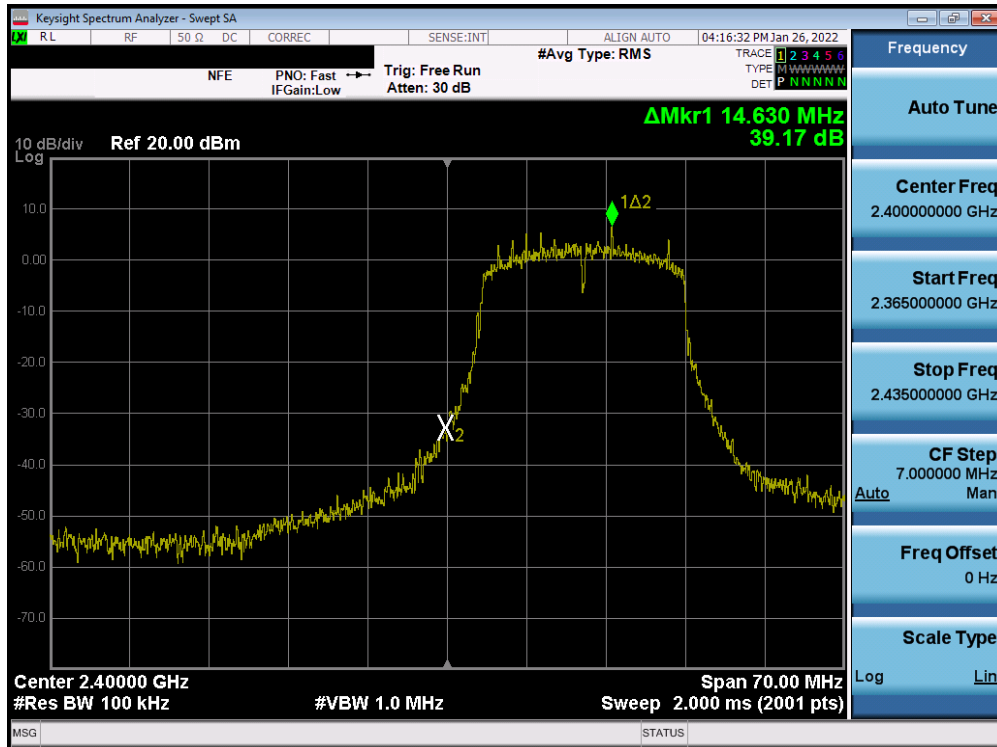 Keysight Spectrum Analyzer - Swept SA
LXI RL RF 50 Ω DC CORREC SENSE:INT ALIGN AUTO 04:16:32 PM Jan 26, 2022
NFE PNO: Fast Trig: Free Run #Avg Type: RMS TRACE 1 2 3 4 5 6
IFGain:Low Atten: 30 dB TYPE M WWWWW
DET P N N N N N
ΔMkr1 14.630 MHz
39.17 dB
10 dB/div Ref 20.00 dBm
Log
1Δ2
10.0
0.00
-10.0
-20.0
-30.0
2
-40.0
-50.0
-60.0
-70.0
Center 2.40000 GHz Span 70.00 MHz
#Res BW 100 kHz #VBW 1.0 MHz Sweep 2.000 ms (2001 pts)
MSG STATUS
Frequency
Auto Tune
Center Freq
2.400000000 GHz
Start Freq
2.365000000 GHz
Stop Freq
2.435000000 GHz
CF Step
7.000000 MHz
Auto Man
Freq Offset
0 Hz
Scale Type
Log Lin